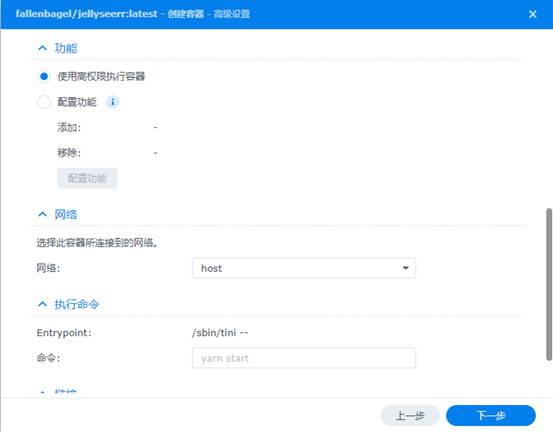 fallenbagel/jellyseerr:latest - 创建容器 - 高级设置
功能
使用高权限执行容器
配置功能
添加: -
移除: -
配置功能
网络
选择此容器所连接到的网络。
网络: host
执行命令
Entrypoint: /sbin/tini --
命令: yarn start
上一步 下一步